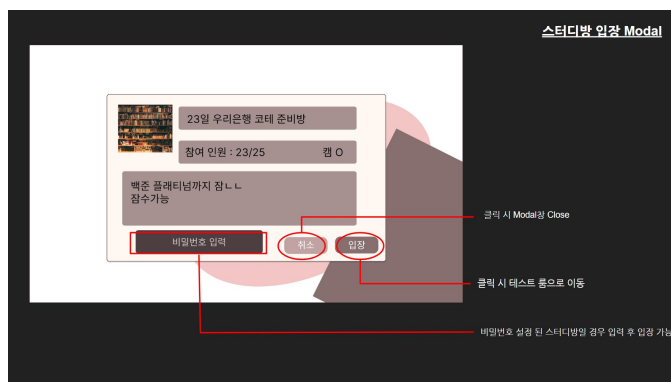 스터디방 입장 Modal
23일 우리은행 코테 준비방
참여 인원 : 23/25 캠 O
백준 플래티넘까지 잠ㄴㄴ
잠수가능
비밀번호 입력 취소 입장
클릭 시 Modal창 Close
클릭 시 테스트 룸으로 이동
비밀번호 설정 된 스터디방일 경우 입력 후 입장 가능